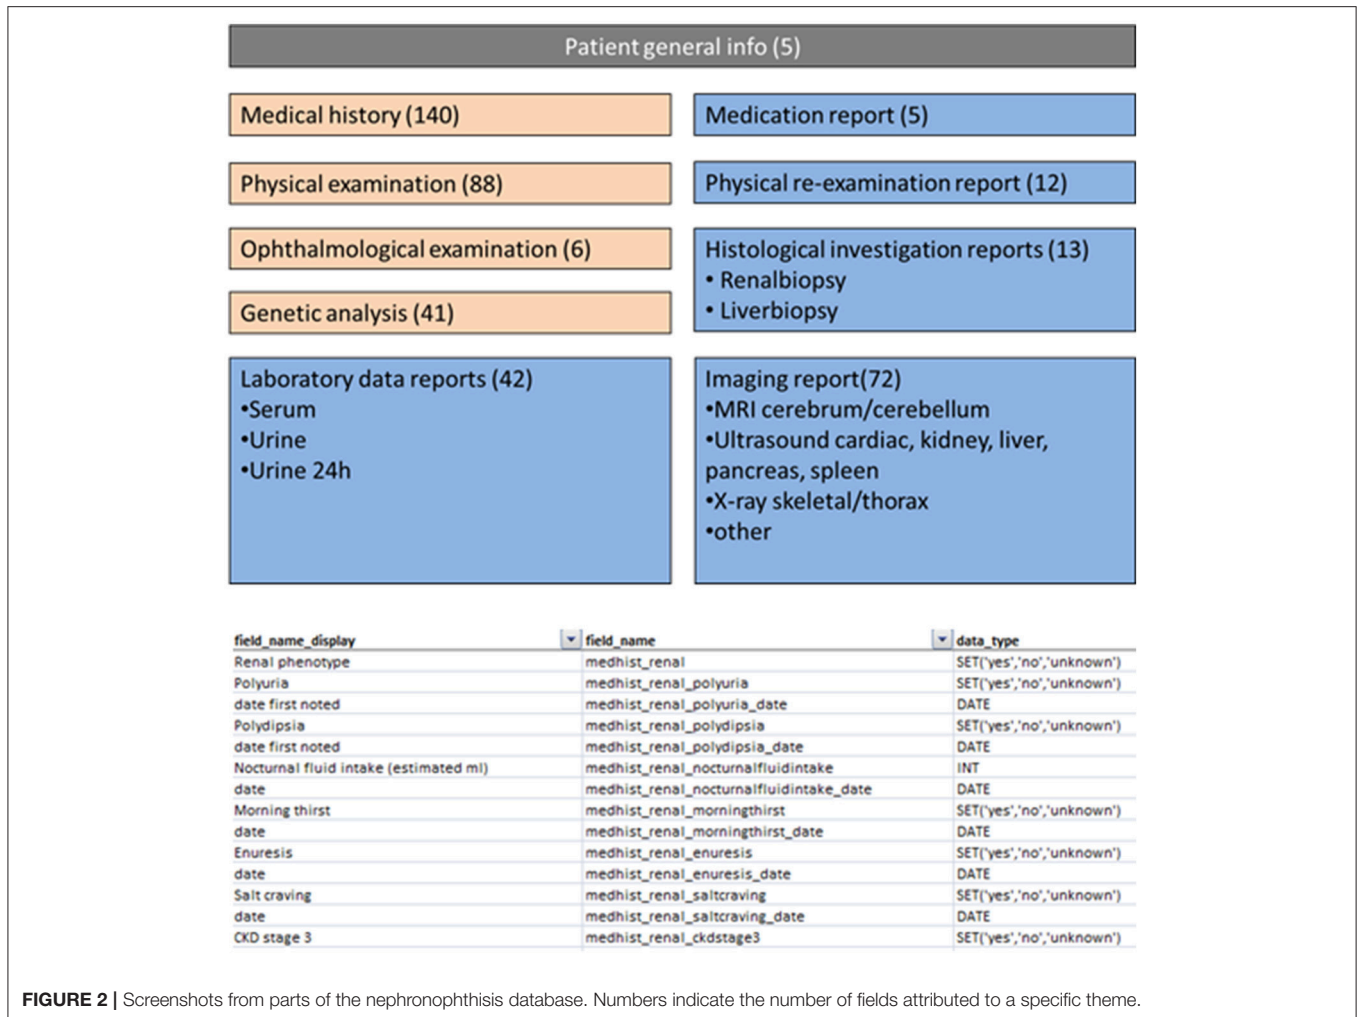 Patient general info (5)
Medical history (140)
Medication report (5)
Physical examination (88)
Physical re-examination report (12)
Ophthalmological examination (6)
Genetic analysis (41)
Histological investigation reports (13)
• Renalbiopsy
• Liverbiopsy
Laboratory data reports (42)
•Serum
•Urine
•Urine 24h
Imaging report(72)
•MRI cerebrum/cerebellum
•Ultrasound cardiac, kidney, liver,
pancreas, spleen
•X-ray skeletal/thorax
•other
field_name_display field_name data_type
Renal phenotype medhist_renal SET('yes','no','unknown')
Polyuria medhist_renal_polyuria SET('yes','no','unknown')
date first noted medhist_renal_polyuria_date DATE
Polydipsia medhist_renal_polydipsia SET('yes','no','unknown')
date first noted medhist_renal_polydipsia_date DATE
Nocturnal fluid intake (estimated ml) medhist_renal_nocturnalfluidintake INT
date medhist_renal_nocturnalfluidintake_date DATE
Morning thirst medhist_renal_morningthirst SET('yes','no','unknown')
date medhist_renal_morningthirst_date DATE
Enuresis medhist_renal_enuresis SET('yes','no','unknown')
date medhist_renal_enuresis_date DATE
Salt craving medhist_renal_saltcraving SET('yes','no','unknown')
date medhist_renal_saltcraving_date DATE
CKD stage 3 medhist_renal_ckdstage3 SET('yes','no','unknown')
FIGURE 2 | Screenshots from parts of the nephronophthisis database. Numbers indicate the number of fields attributed to a specific theme.